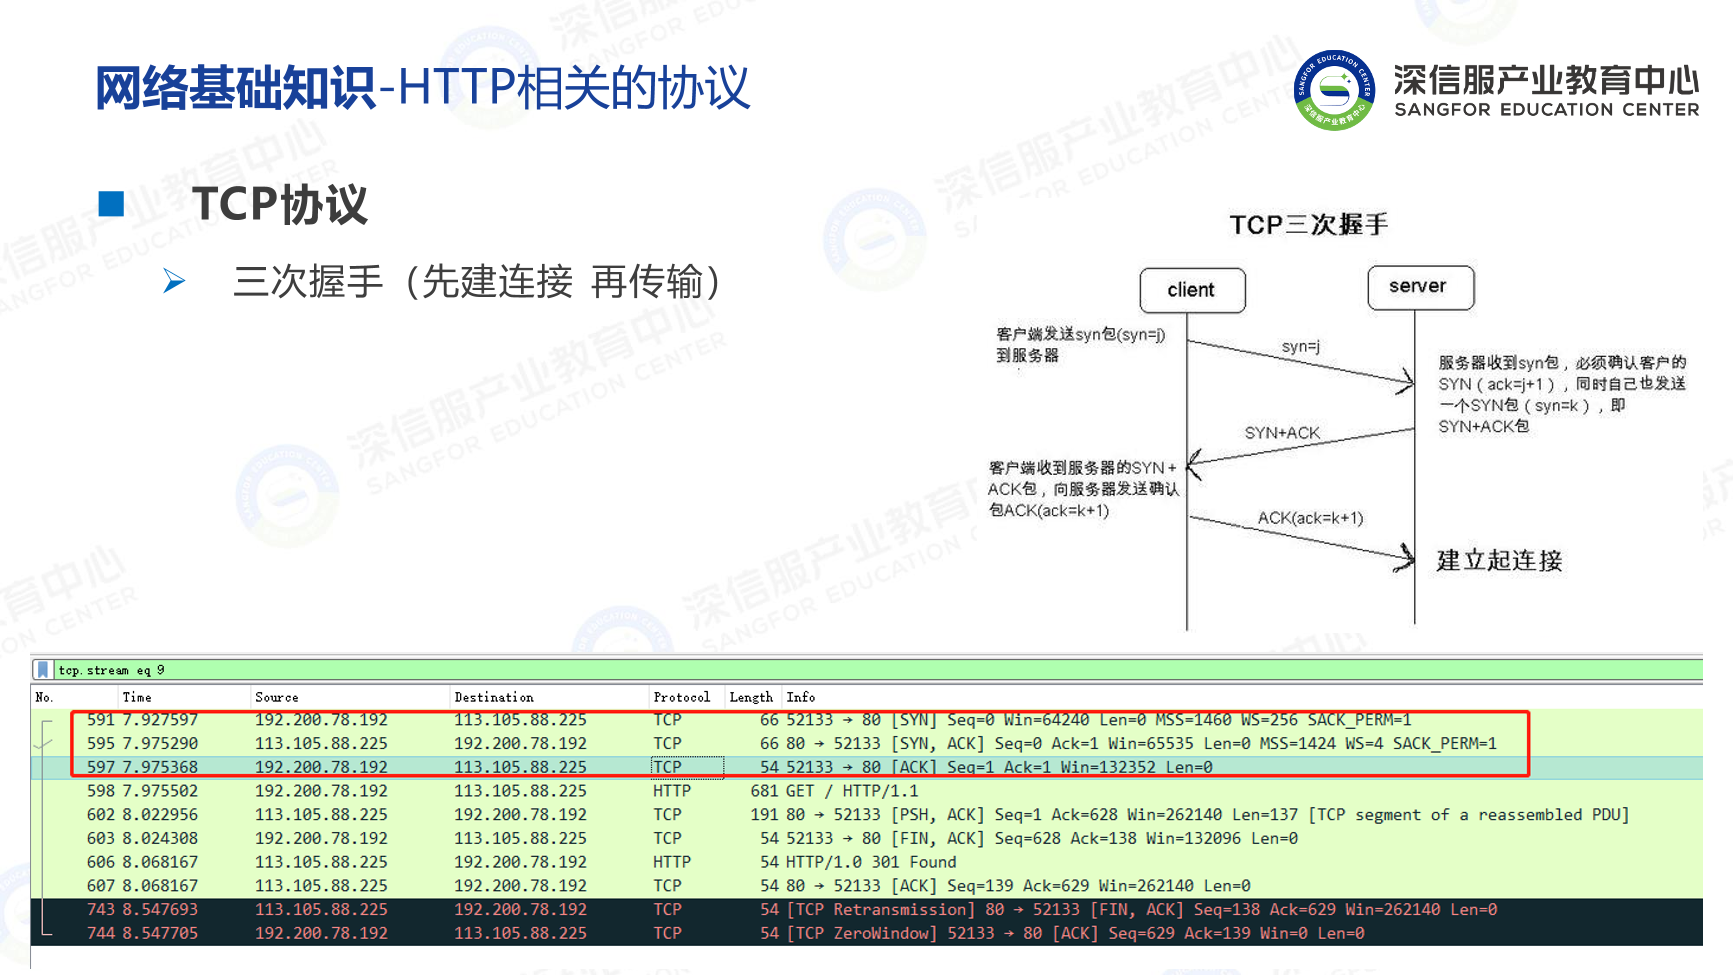 网络基础知识-HTTP相关的协议
深信服产业教育中心
SANGFOR EDUCATION CENTER
TCP协议
三次握手（先建连接 再传输）
TCP三次握手
client
server
客户端发送syn包(syn=j)
到服务器
syn=j
服务器收到syn包，必须确认客户的
SYN（ack=j+1），同时自己也发送
一个SYN包（syn=k），即
SYN+ACK包
SYN+ACK
客户端收到服务器的SYN+
ACK包，向服务器发送确认
包ACK(ack=k+1)
ACK(ack=k+1)
建立起连接
tcp.stream eq 9
No. Time Source Destination Protocol Length Info
591 7.927597 192.200.78.192 113.105.88.225 TCP 66 52133 → 80 [SYN] Seq=0 Win=64240 Len=0 MSS=1460 WS=256 SACK_PERM=1
595 7.975290 113.105.88.225 192.200.78.192 TCP 66 80 → 52133 [SYN, ACK] Seq=0 Ack=1 Win=65535 Len=0 MSS=1424 WS=4 SACK_PERM=1
597 7.975368 192.200.78.192 113.105.88.225 TCP 54 52133 → 80 [ACK] Seq=1 Ack=1 Win=132352 Len=0
598 7.975502 192.200.78.192 113.105.88.225 HTTP 681 GET / HTTP/1.1
602 8.022956 113.105.88.225 192.200.78.192 TCP 191 80 → 52133 [PSH, ACK] Seq=1 Ack=628 Win=262140 Len=137 [TCP segment of a reassembled PDU]
603 8.024308 192.200.78.192 113.105.88.225 TCP 54 52133 → 80 [FIN, ACK] Seq=628 Ack=138 Win=132096 Len=0
606 8.068167 113.105.88.225 192.200.78.192 HTTP 54 HTTP/1.0 301 Found
607 8.068167 113.105.88.225 192.200.78.192 TCP 54 80 → 52133 [ACK] Seq=139 Ack=629 Win=262140 Len=0
743 8.547693 113.105.88.225 192.200.78.192 TCP 54 [TCP Retransmission] 80 → 52133 [FIN, ACK] Seq=138 Ack=629 Win=262140 Len=0
744 8.547705 192.200.78.192 113.105.88.225 TCP 54 [TCP ZeroWindow] 52133 → 80 [ACK] Seq=629 Ack=139 Win=0 Len=0